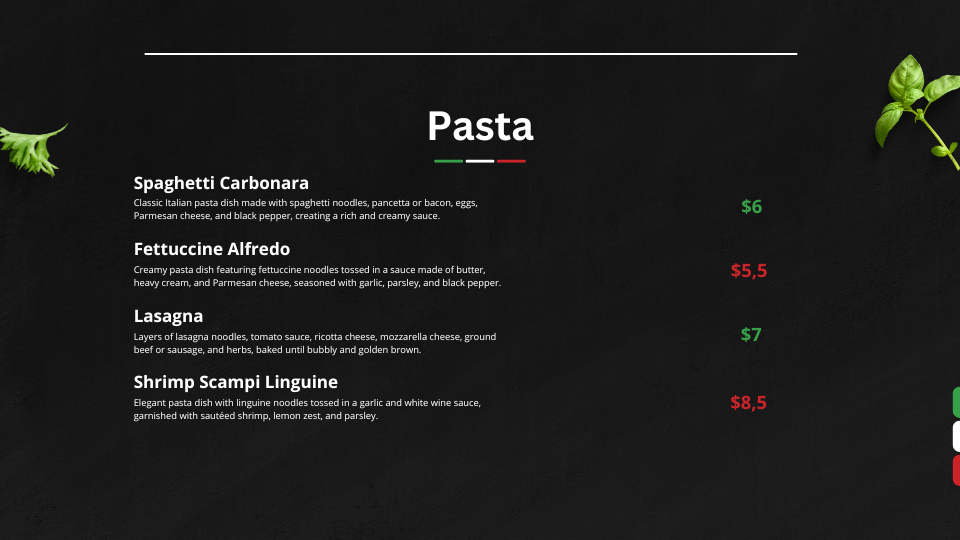 Pasta
Spaghetti Carbonara
Classic Italian pasta dish made with spaghetti noodles, pancetta or bacon, eggs,
Parmesan cheese, and black pepper, creating a rich and creamy sauce.
$6
Fettuccine Alfredo
Creamy pasta dish featuring fettuccine noodles tossed in a sauce made of butter,
heavy cream, and Parmesan cheese, seasoned with garlic, parsley, and black pepper.
$5,5
Lasagna
Layers of lasagna noodles, tomato sauce, ricotta cheese, mozzarella cheese, ground
beef or sausage, and herbs, baked until bubbly and golden brown.
$7
Shrimp Scampi Linguine
Elegant pasta dish with linguine noodles tossed in a garlic and white wine sauce,
garnished with sautéed shrimp, lemon zest, and parsley.
$8,5